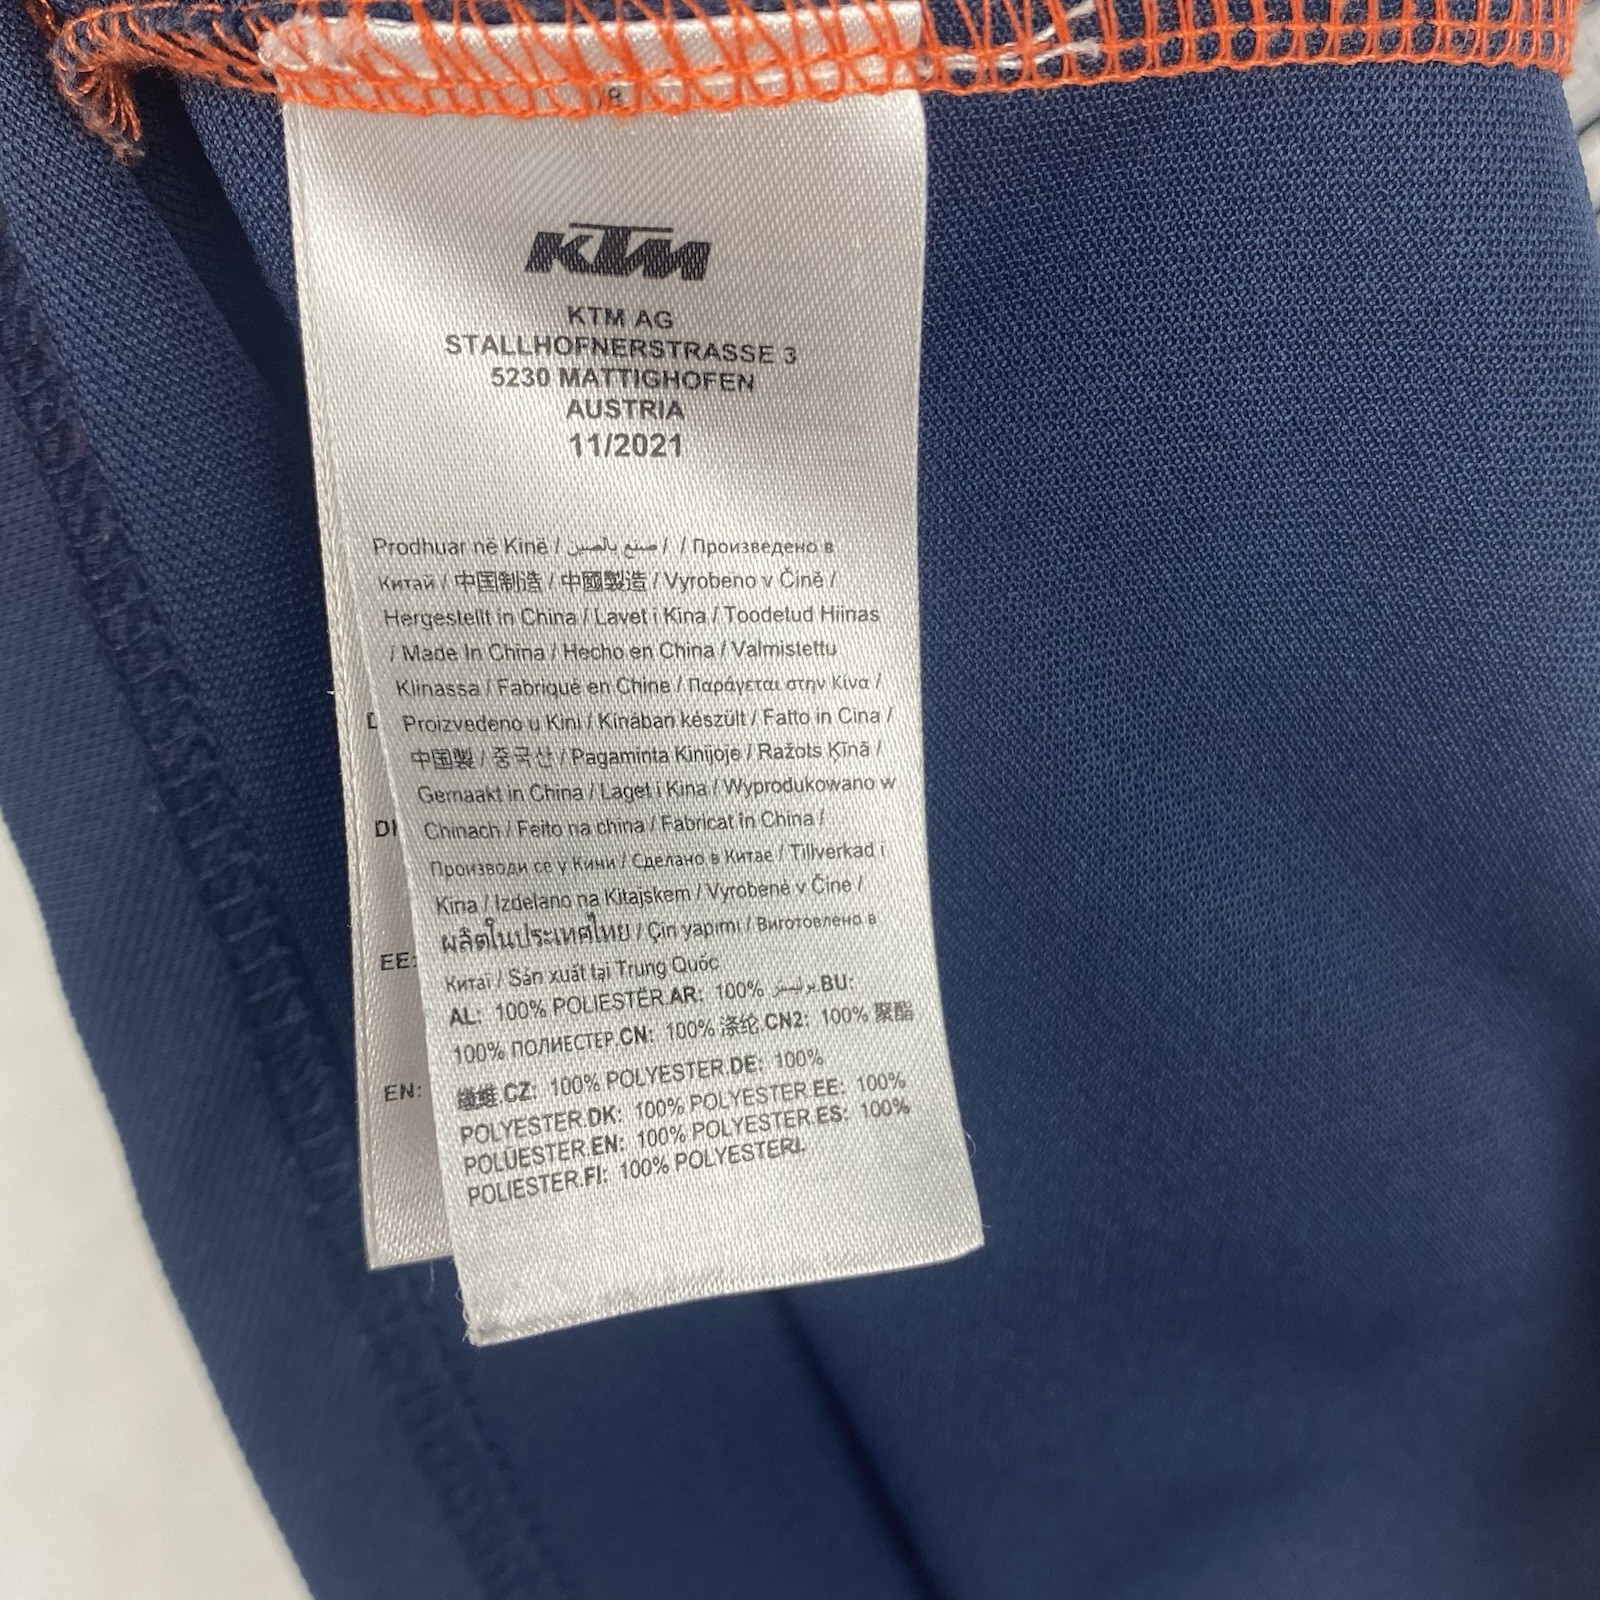 KTM
KTM AG
STALLHOFNERSTRASSE 3
5230 MATTIGHOFEN
AUSTRIA
11/2021
Prodhuar në Kinë / صنع بالصين / / Произведено в
Китай / 中国制造 / 中國製造 / Vyrobeno v Číně /
Hergestellt in China / Lavet i Kina / Toodetud Hiinas
/ Made In China / Hecho en China / Valmistettu
Kiinassa / Fabriqué en Chine / Παράγεται στην Κίνα /
Proizvedeno u Kini / Kínában készült / Fatto in Cina /
中国製 / 중국산 / Pagaminta Kinijoje / Ražots Ķīnā /
Gemaakt in China / Laget i Kina / Wyprodukowano w
Chinach / Feito na china / Fabricat în China /
Производи се у Кини / Сделано в Китае / Tillverkad i
Kina / Izdelano na Kitajskem / Vyrobené v Číne /
ผลิตในประเทศไทย / Çin yapımı / Виготовлено в
Китаї / Sản xuất tại Trung Quốc
AL: 100% POLIESTËR.AR: 100% بوليستر.BU:
100% ПОЛИЕСТЕР.CN: 100% 涤纶.CN2: 100% 聚酯
纖維.CZ: 100% POLYESTER.DE: 100%
POLYESTER.DK: 100% POLYESTER.EE: 100%
POLUESTER.EN: 100% POLYESTER.ES: 100%
POLIESTER.FI: 100% POLYESTERI.
EE:
EN: